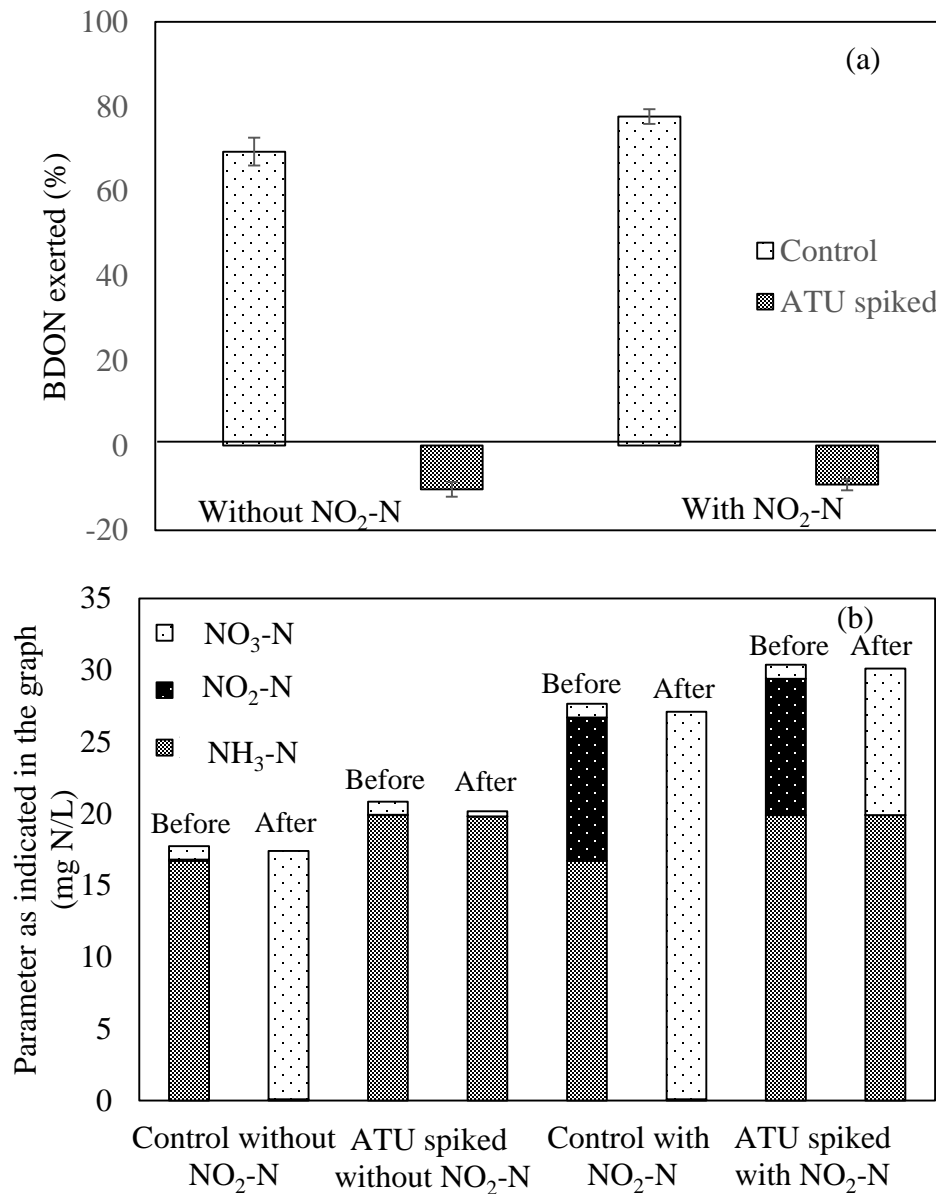 100
(a)
80
60
40
20
0
-20
BDON exerted (%)
Control
ATU spiked
Without NO₂-N
With NO₂-N
35
30
25
20
15
10
5
0
Parameter as indicated in the graph
(mg N/L)
(b)
NO₃-N
NO₂-N
NH₃-N
Before
After
Before
After
Before
After
Before
After
Control without
NO₂-N
ATU spiked
without NO₂-N
Control with
NO₂-N
ATU spiked
with NO₂-N